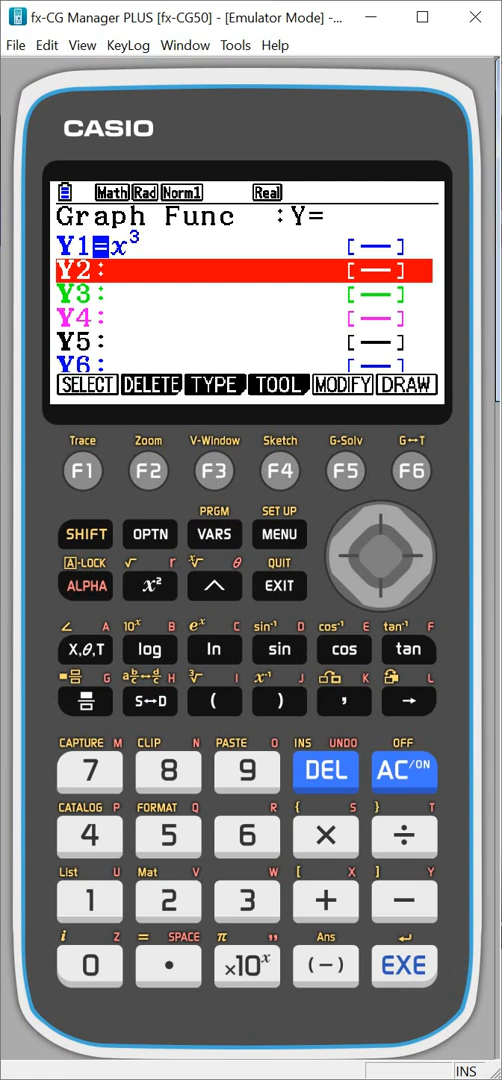 fx-CG Manager PLUS [fx-CG50] - [Emulator Mode] -...
File Edit View KeyLog Window Tools Help
CASIO
Math Rad Norm1 Real
Graph Func :Y=
Y1=x³ [—]
Y2: [—]
Y3: [—]
Y4: [—]
Y5: [—]
Y6: [—]
SELECT DELETE TYPE TOOL MODIFY DRAW
Trace Zoom V-Window Sketch G-Solv G↔T
F1 F2 F3 F4 F5 F6
PRGM SET UP
SHIFT OPTN VARS MENU
A-LOCK √ r ˣ√ θ QUIT
ALPHA x² ^ EXIT
∠ A 10ˣ B eˣ C sin⁻¹ D cos⁻¹ E tan⁻¹ F
X,θ,T log ln sin cos tan
G a b/c↔d/c H ³√ I x⁻¹ J K L
S↔D ( ) , →
CAPTURE M CLIP N PASTE O INS UNDO OFF
7 8 9 DEL AC/ON
CATALOG P FORMAT Q R { S } T
4 5 6 × ÷
List U Mat V W [ X ] Y
1 2 3 + −
i Z = SPACE π " Ans ↵
0 • ×10ˣ (−) EXE
INS